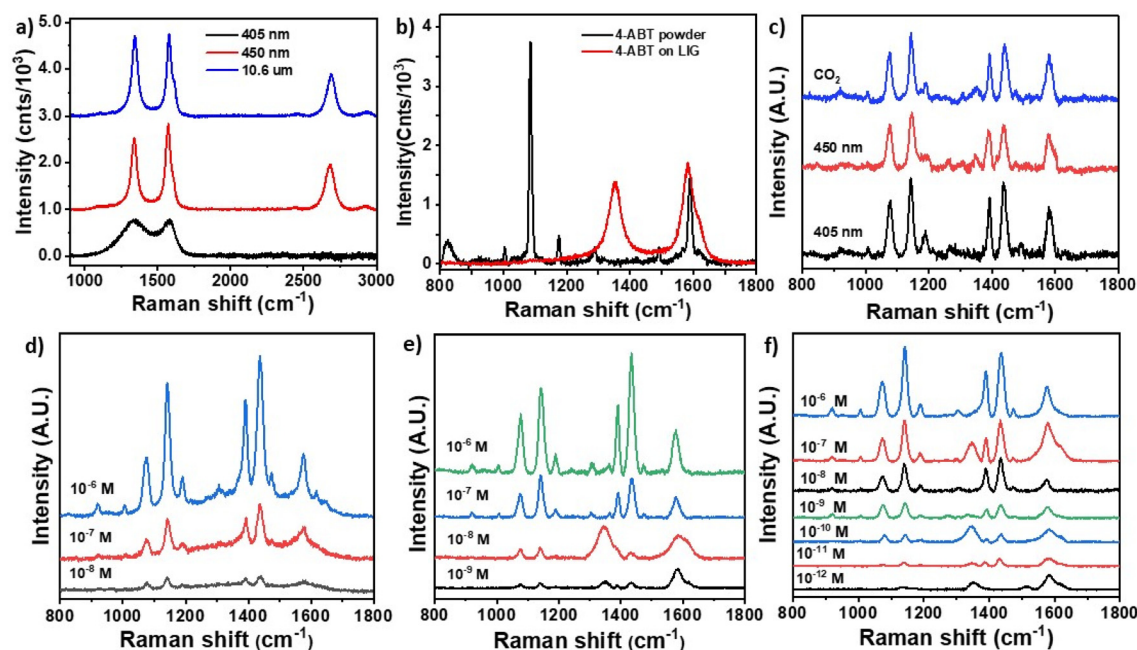 a)
Intensity (cnts/10³)
5.0
4.0
3.0
2.0
1.0
0.0
405 nm
450 nm
10.6 um
1000 1500 2000 2500 3000
Raman shift (cm⁻¹)
b)
Intensity(Cnts/10³)
4
3
2
1
0
4-ABT powder
4-ABT on LIG
800 1000 1200 1400 1600 1800
Raman shift (cm⁻¹)
c)
Intensity (A.U.)
CO₂
450 nm
405 nm
800 1000 1200 1400 1600 1800
Raman shift (cm⁻¹)
d)
Intensity (A.U.)
10⁻⁶ M
10⁻⁷ M
10⁻⁸ M
800 1000 1200 1400 1600 1800
Raman shift (cm⁻¹)
e)
Intensity (A.U.)
10⁻⁶ M
10⁻⁷ M
10⁻⁸ M
10⁻⁹ M
800 1000 1200 1400 1600 1800
Raman shift (cm⁻¹)
f)
Intensity (A.U.)
10⁻⁶ M
10⁻⁷ M
10⁻⁸ M
10⁻⁹ M
10⁻¹⁰ M
10⁻¹¹ M
10⁻¹² M
800 1000 1200 1400 1600 1800
Raman shift (cm⁻¹)